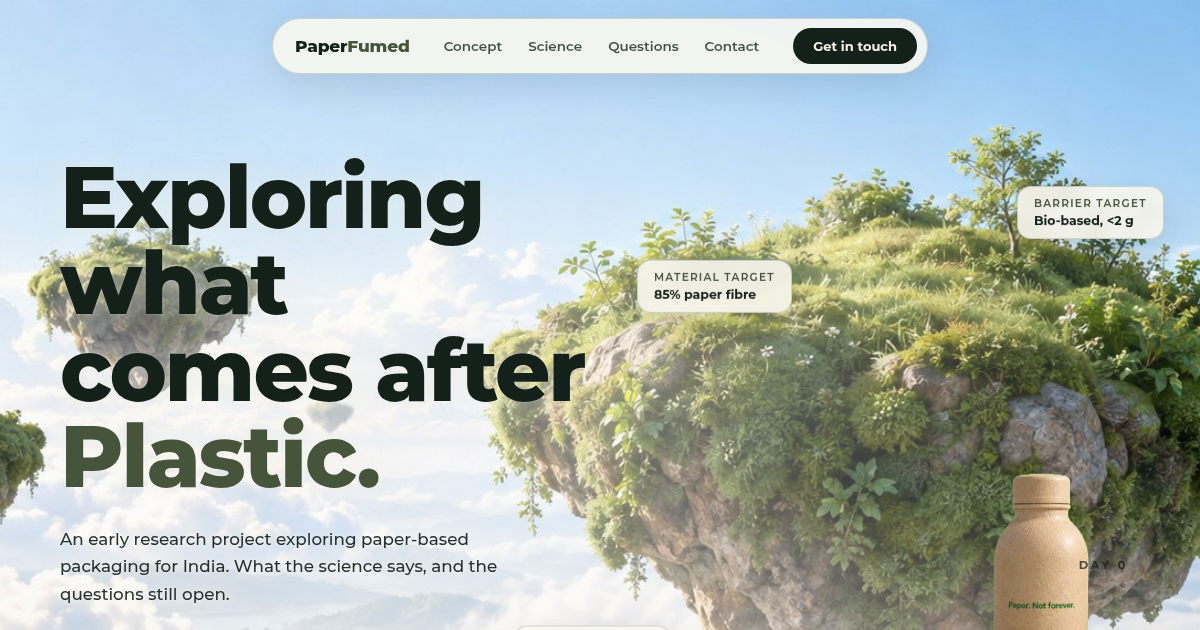 PaperFumed Concept Science Questions Contact Get in touch
Exploring
what
comes after
Plastic.
BARRIER TARGET
Bio-based, <2 g
MATERIAL TARGET
85% paper fibre
An early research project exploring paper-based
packaging for India. What the science says, and the
questions still open.
DAY 0
Paper. Not forever.